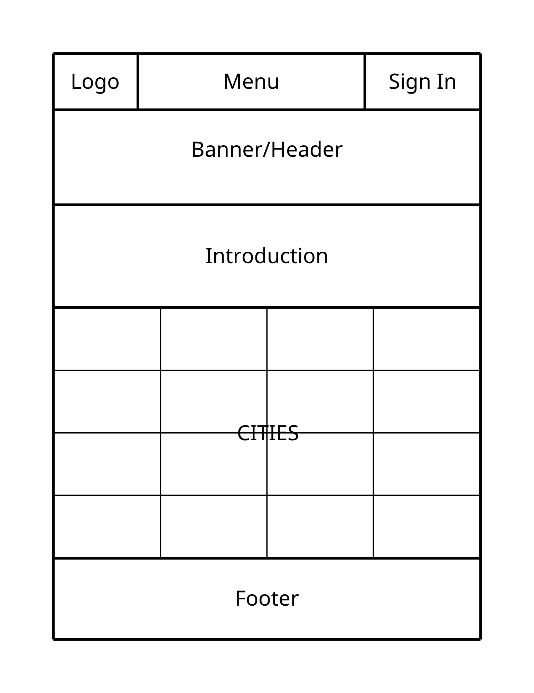 Logo
Menu
Sign In
Banner/Header
Introduction
CITIES
Footer